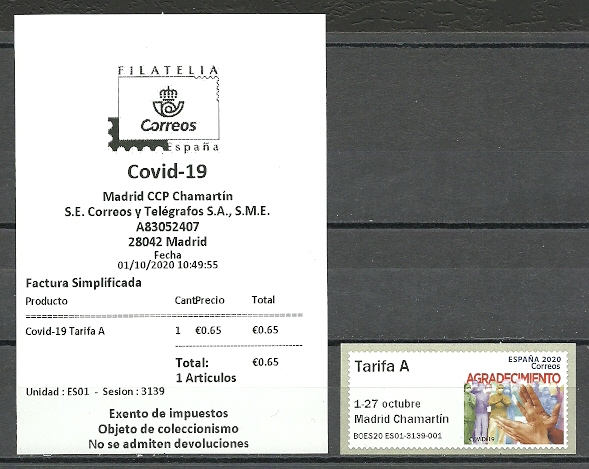 FILATELIA
Correos
España
Covid-19
Madrid CCP Chamartín
S.E. Correos y Telégrafos S.A., S.M.E.
A83052407
28042 Madrid
Fecha
01/10/2020 10:49:55
Factura Simplificada
Producto CantPrecio Total
Covid-19 Tarifa A 1 €0.65 €0.65
Total: €0.65
1 Articulos
Unidad : ES01 - Sesion : 3139
Exento de impuestos
Objeto de coleccionismo
No se admiten devoluciones
Tarifa A
1-27 octubre
Madrid Chamartín
BOES20 ES01-3139-001
ESPAÑA 2020
Correos
AGRADECIMIENTO
COVID-19